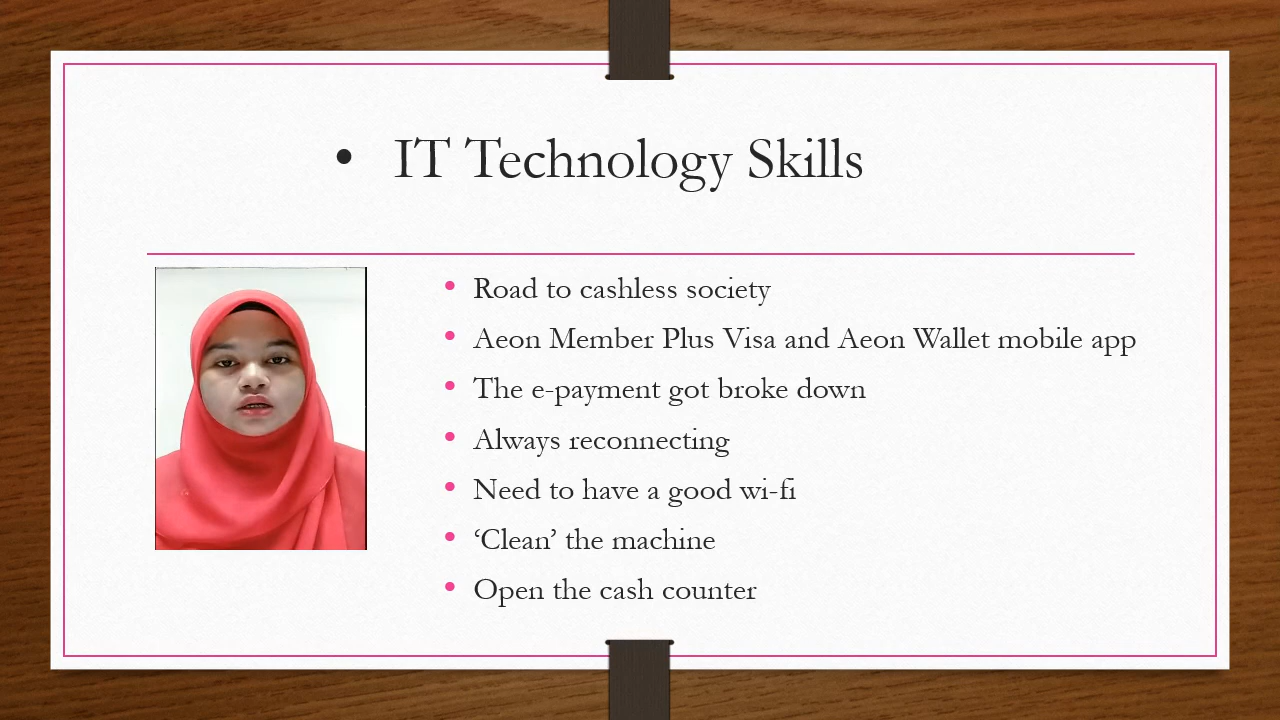 • IT Technology Skills
• Road to cashless society
• Aeon Member Plus Visa and Aeon Wallet mobile app
• The e-payment got broke down
• Always reconnecting
• Need to have a good wi-fi
• ‘Clean’ the machine
• Open the cash counter